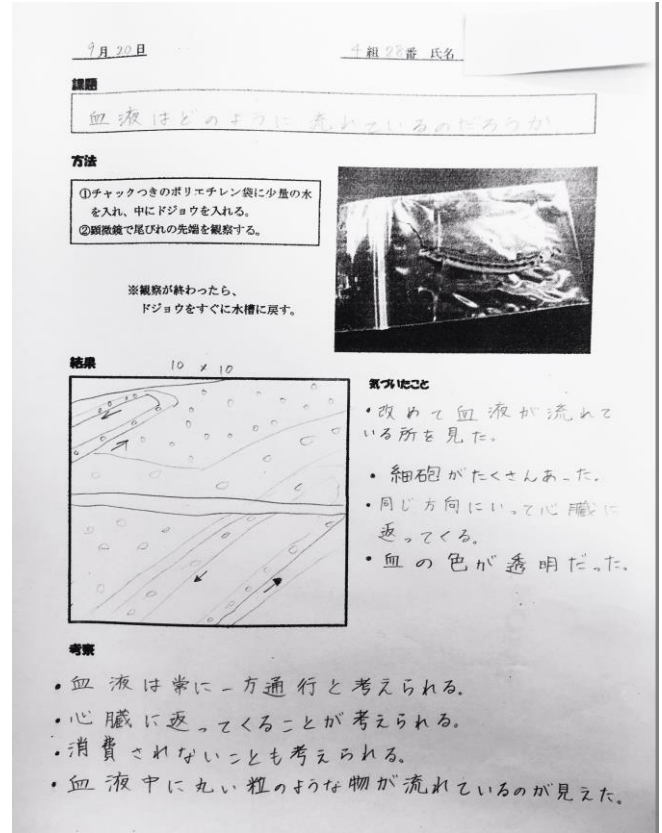 9月20日
4組28番 氏名
課題
血液はどのように流れているのだろうか
方法
①チャックつきのポリエチレン袋に少量の水
を入れ、中にドジョウを入れる。
②顕微鏡で尾びれの先端を観察する。
※観察が終わったら、
ドジョウをすぐに水槽に戻す。
結果
10 × 10
気づいたこと
・改めて血液が流れて
いる所を見た。
・細砲がたくさんあった。
・同じ方向にいって心臓に
返ってくる。
・血の色が透明だった。
考察
・血液は常に一方通行と考えられる。
・心臓に返ってくることが考えられる。
・消費されないことも考えられる。
・血液中に丸い粒のような物が流れているのが見えた。